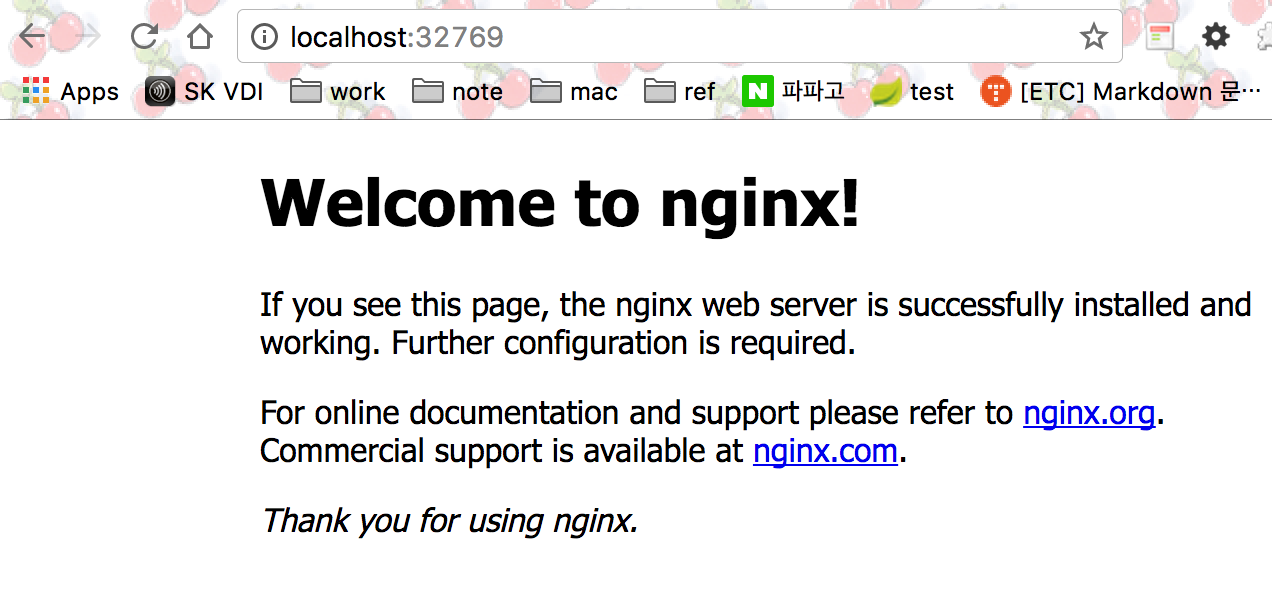 localhost:32769
Apps SK VDI work note mac ref N 파파고 test [ETC] Markdown 문…
Welcome to nginx!
If you see this page, the nginx web server is successfully installed and
working. Further configuration is required.
For online documentation and support please refer to nginx.org.
Commercial support is available at nginx.com.
Thank you for using nginx.